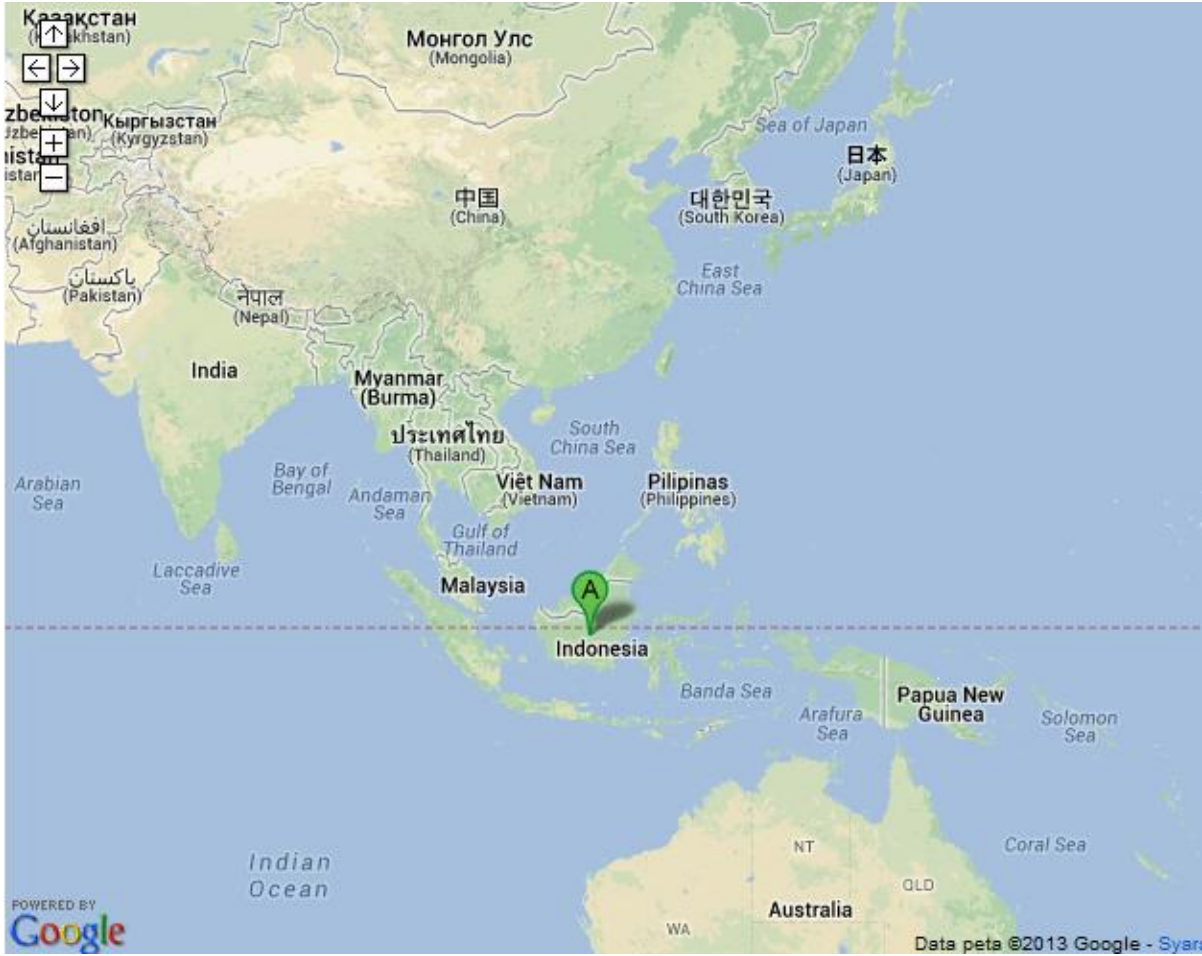 Қазақстан
Монгол Улс
(Mongolia)
Кыргызстан
(Kyrgyzstan)
Sea of Japan
日本
(Japan)
中国
(China)
대한민국
(South Korea)
افغانستان
(Afghanistan)
پاکستان
(Pakistan)
नेपाल
(Nepal)
East
China Sea
India
Myanmar
(Burma)
ประเทศไทย
(Thailand)
South
China Sea
Arabian
Sea
Bay of
Bengal
Andaman
Sea
Việt Nam
(Vietnam)
Pilipinas
(Philippines)
Gulf of
Thailand
Laccadive
Sea
Malaysia
A
Indonesia
Banda Sea
Papua New
Guinea
Arafura
Sea
Solomon
Sea
Indian
Ocean
NT
Coral Sea
QLD
Australia
WA
POWERED BY
Google
Data peta ©2013 Google - Syara